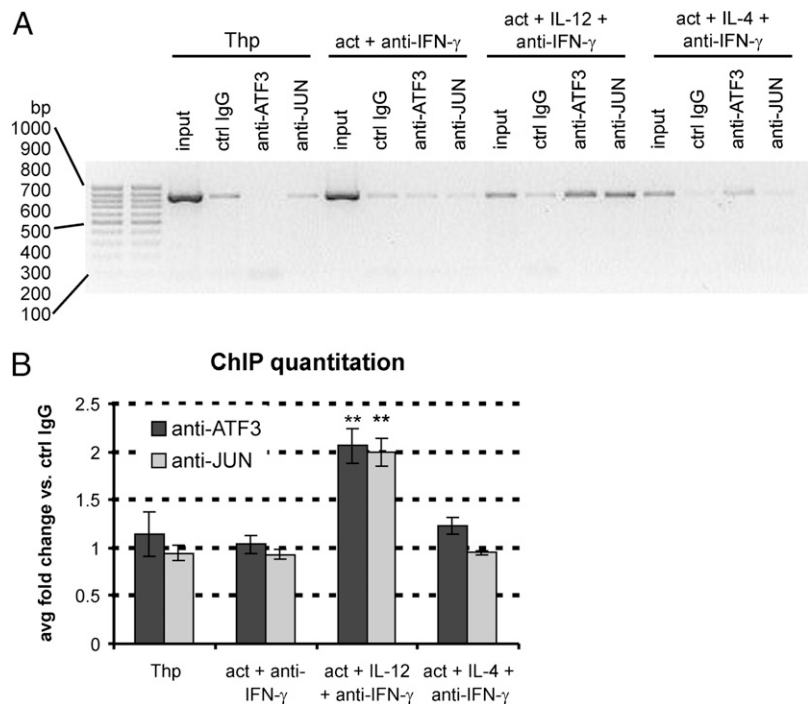 A
Thp
act + anti-IFN-γ
act + IL-12 +
anti-IFN-γ
act + IL-4 +
anti-IFN-γ
bp
input
ctrl IgG
anti-ATF3
anti-JUN
input
ctrl IgG
anti-ATF3
anti-JUN
input
ctrl IgG
anti-ATF3
anti-JUN
input
ctrl IgG
anti-ATF3
anti-JUN
1000
900
800
700
600
500
400
300
200
100
B
ChIP quantitation
avg fold change vs. ctrl IgG
2.5
2
1.5
1
0.5
0
anti-ATF3
anti-JUN
** **
Thp
act + anti-
IFN-γ
act + IL-12
+ anti-IFN-γ
act + IL-4 +
anti-IFN-γ